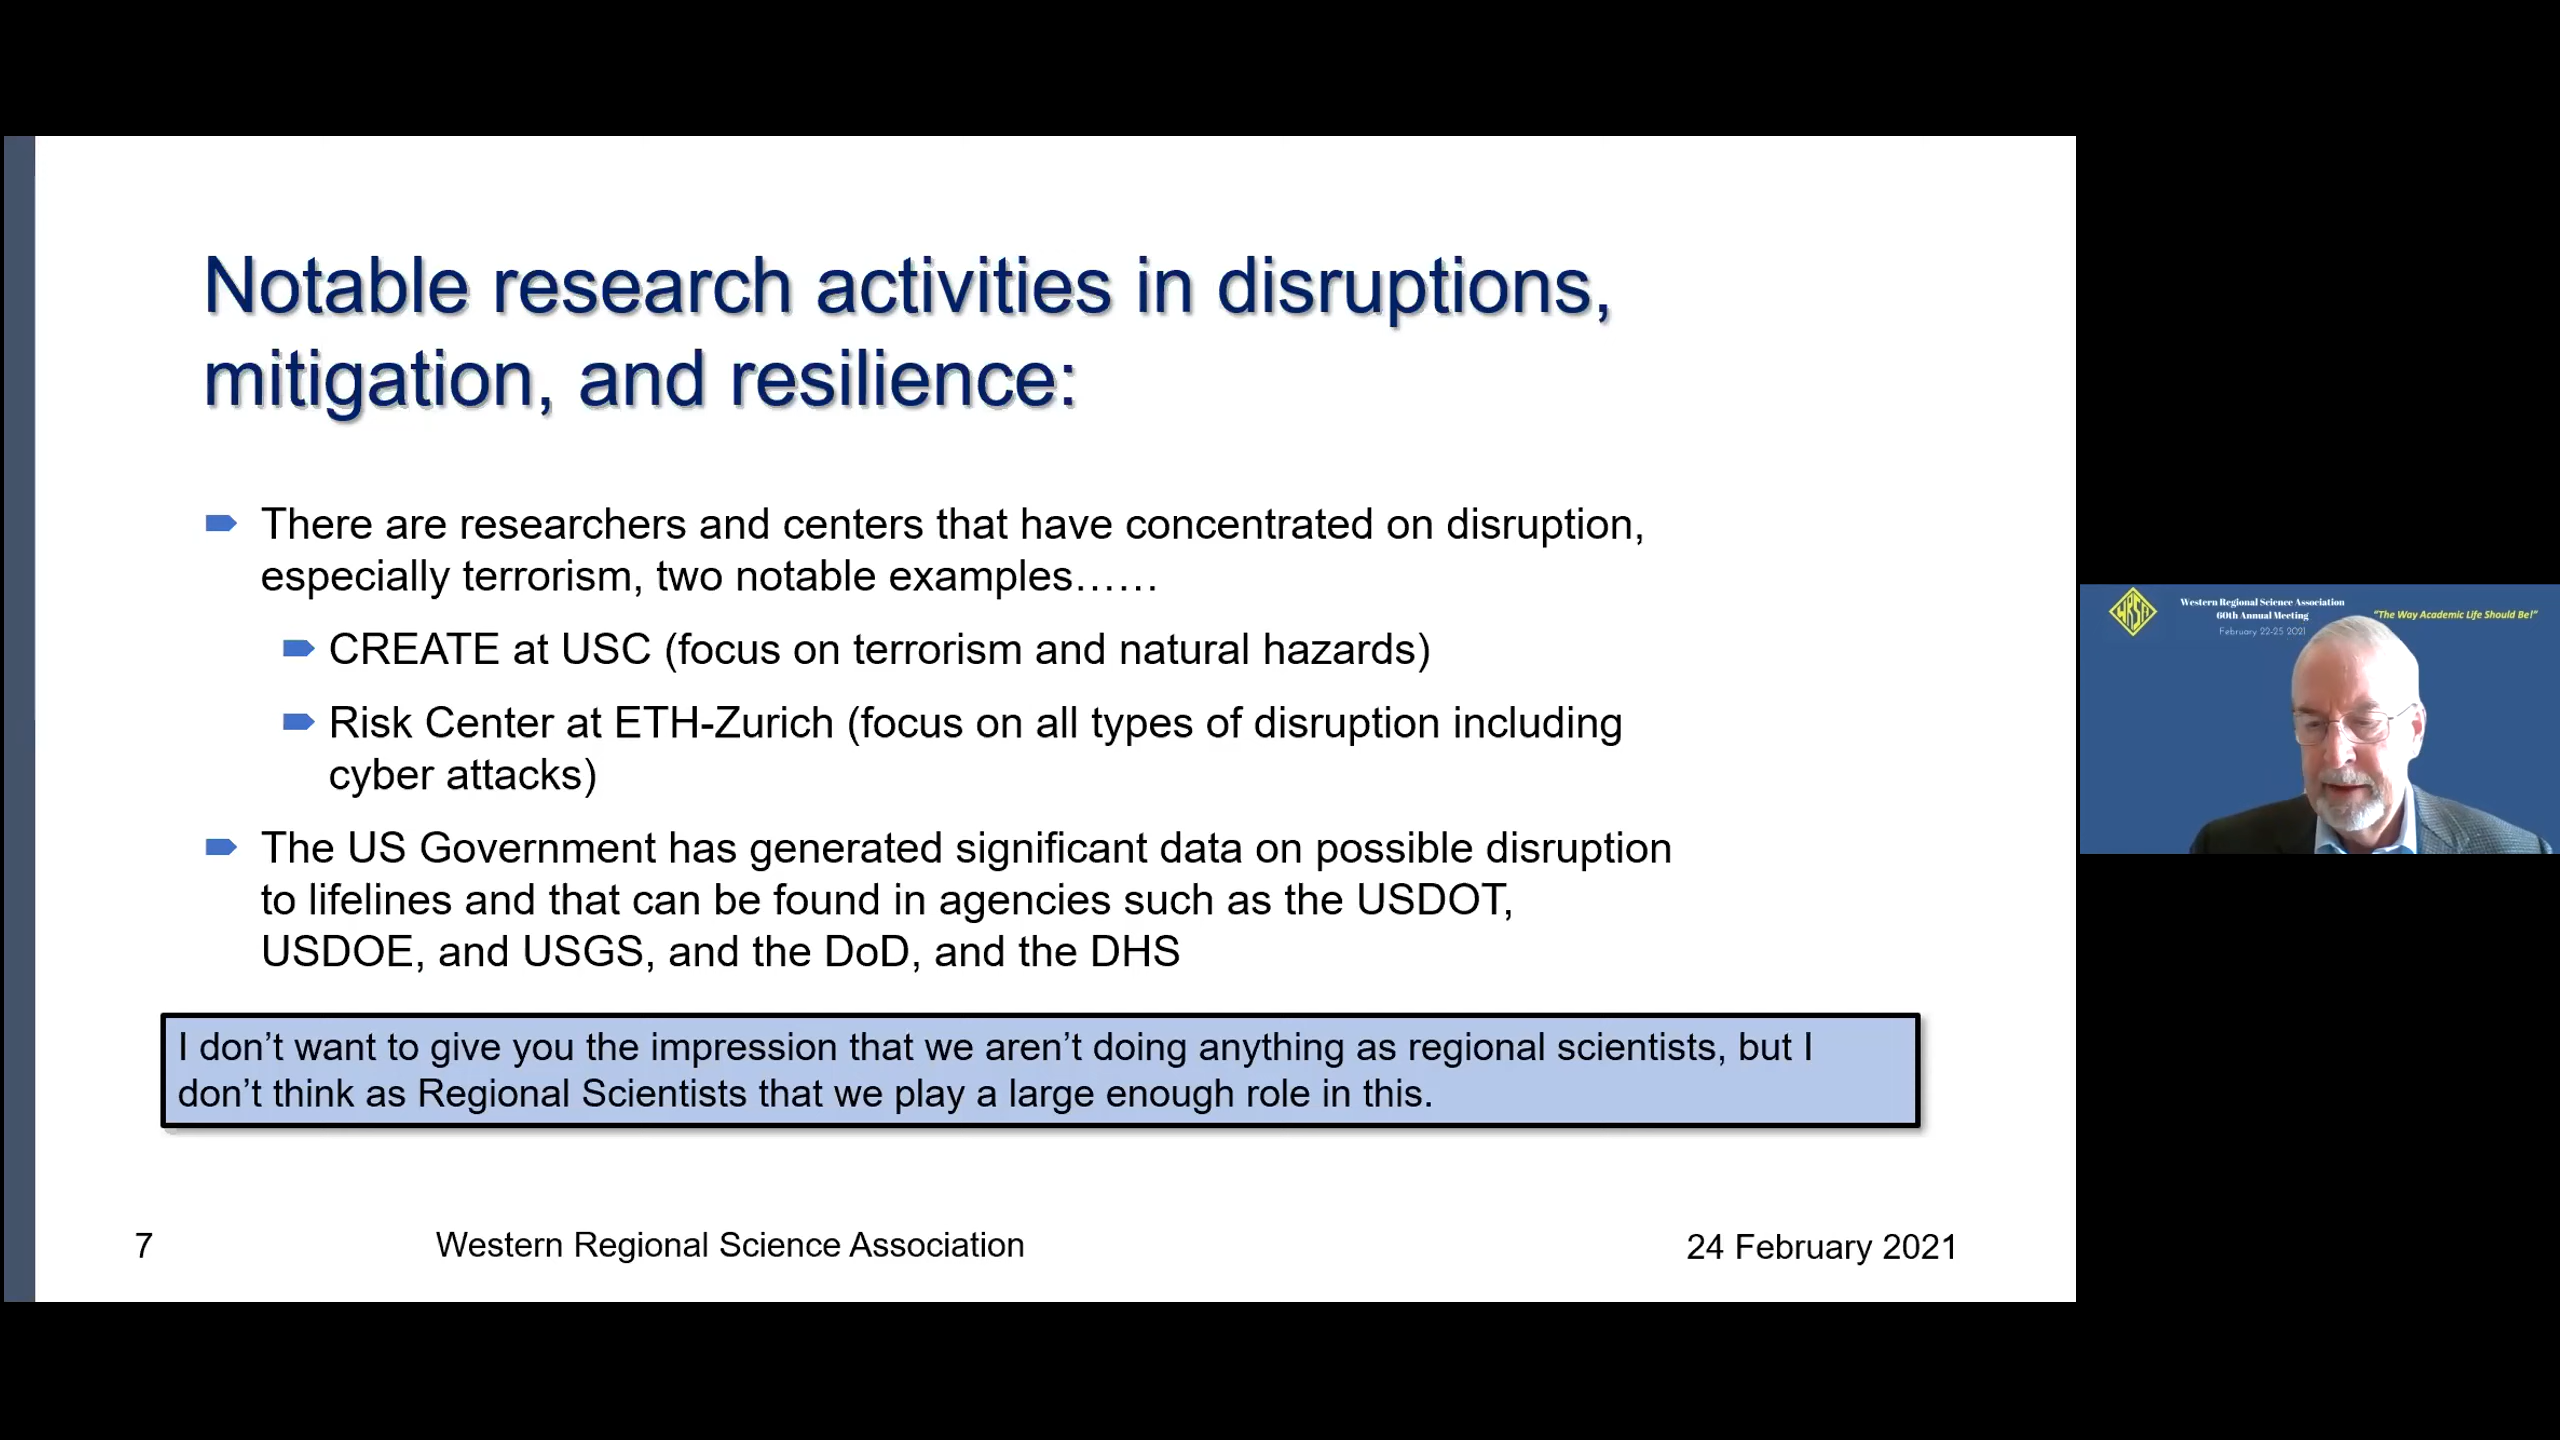 Notable research activities in disruptions,
mitigation, and resilience:
There are researchers and centers that have concentrated on disruption,
especially terrorism, two notable examples……
CREATE at USC (focus on terrorism and natural hazards)
Risk Center at ETH-Zurich (focus on all types of disruption including
cyber attacks)
The US Government has generated significant data on possible disruption
to lifelines and that can be found in agencies such as the USDOT,
USDOE, and USGS, and the DoD, and the DHS
I don’t want to give you the impression that we aren’t doing anything as regional scientists, but I
don’t think as Regional Scientists that we play a large enough role in this.
7
Western Regional Science Association
24 February 2021
WRSA
Western Regional Science Association
60th Annual Meeting
February 22-25 2021
"The Way Academic Life Should Be!"